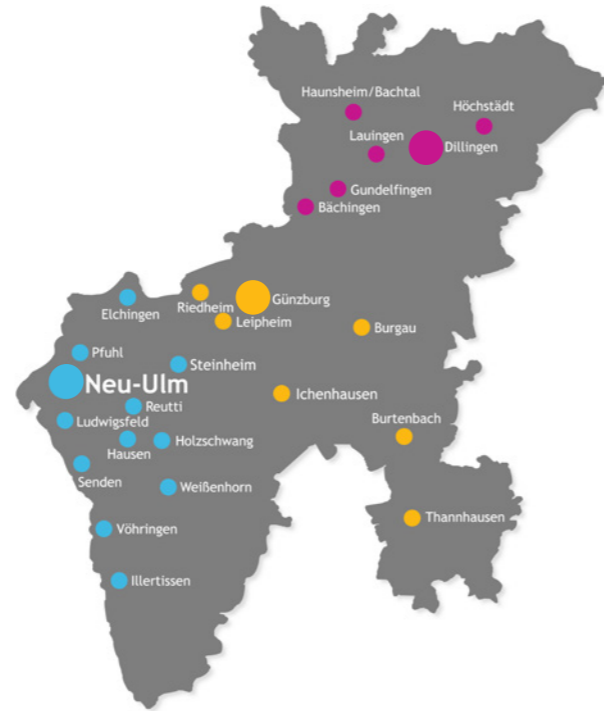 Haunsheim/Bachtal
Höchstädt
Lauingen
Dillingen
Gundelfingen
Bächingen
Riedheim
Günzburg
Elchingen
Leipheim
Burgau
Pfuhl
Steinheim
Neu-Ulm
Ichenhausen
Reutti
Burtenbach
Ludwigsfeld
Hausen
Holzschwang
Senden
Weißenhorn
Thannhausen
Vöhringen
Illertissen